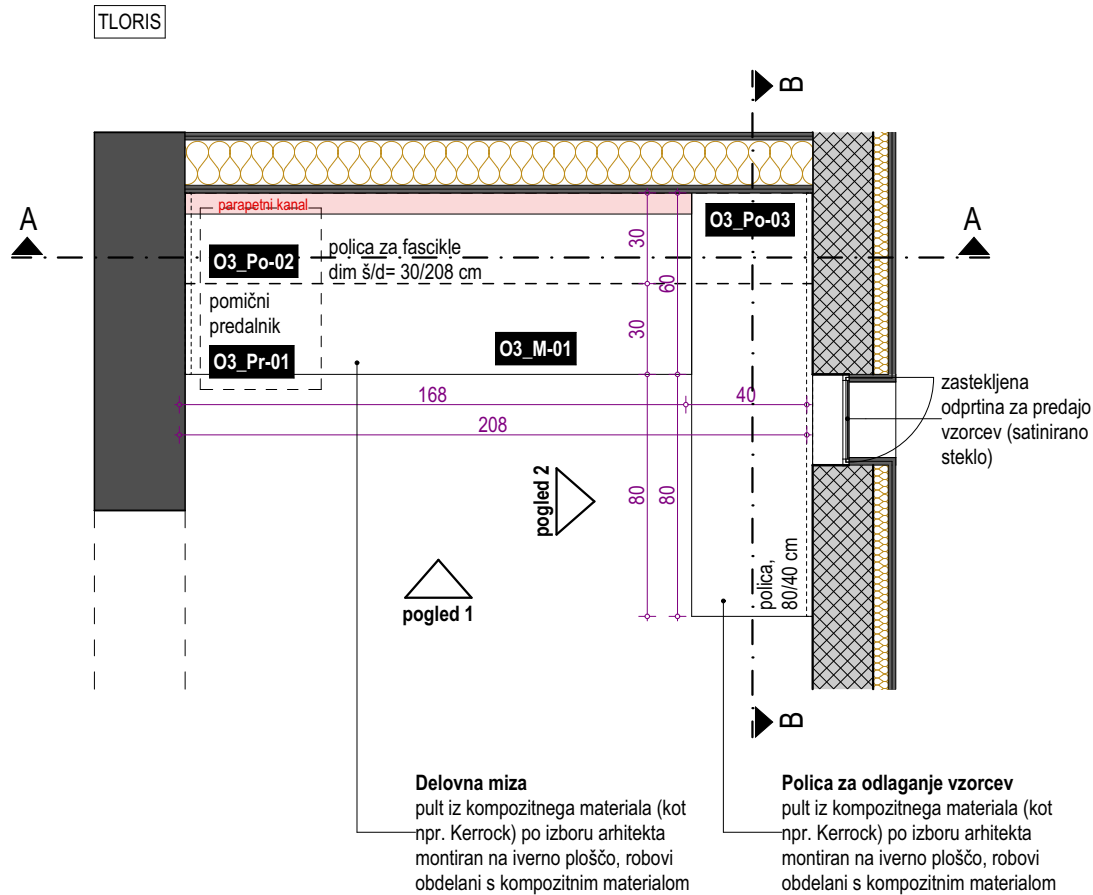 TLORIS
B
A
A
parapetni kanal
O3_Po-02
polica za fascikle
dim š/d= 30/208 cm
O3_Po-03
30
60
30
pomični
predalnik
O3_Pr-01
O3_M-01
168
40
208
zastekljena
odprtina za predajo
vzorcev (satinirano
steklo)
pogled 2
80
80
polica,
80/40 cm
pogled 1
B
Delovna miza
pult iz kompozitnega materiala (kot
npr. Kerrock) po izboru arhitekta
montiran na iverno ploščo, robovi
obdelani s kompozitnim materialom
Polica za odlaganje vzorcev
pult iz kompozitnega materiala (kot
npr. Kerrock) po izboru arhitekta
montiran na iverno ploščo, robovi
obdelani s kompozitnim materialom